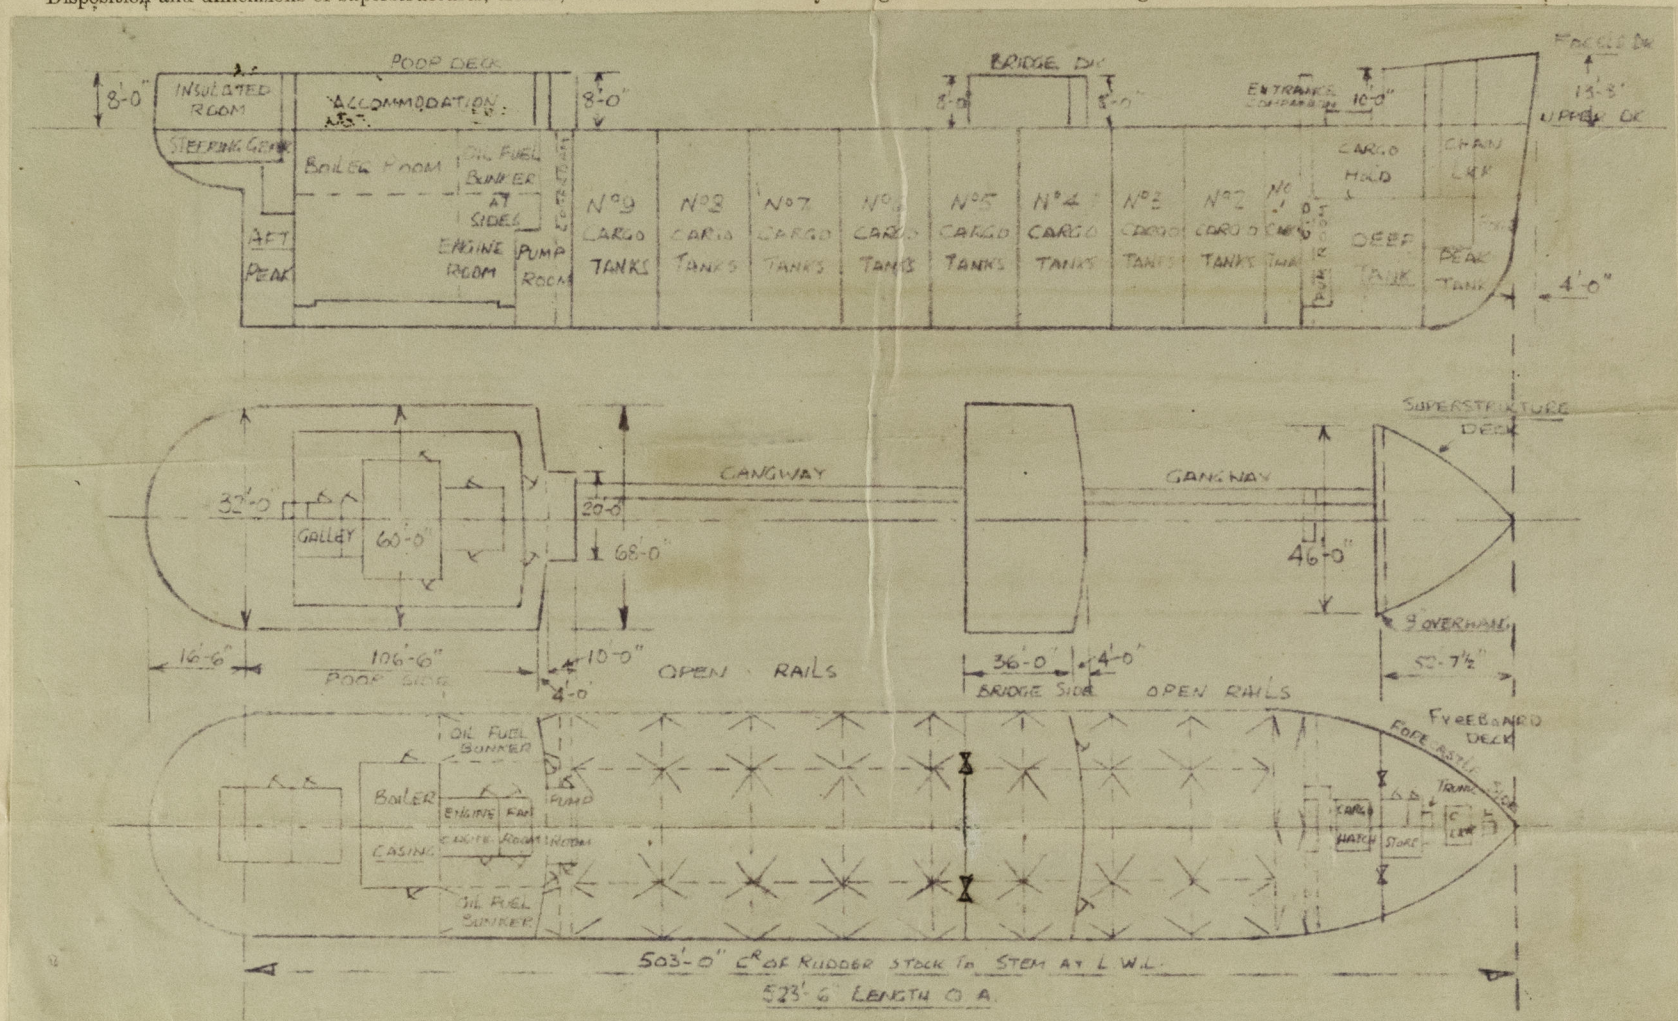 POOP DECK
BRIDGE DK
UPPER DK
8'-0"
INSULATED
ROOM
ACCOMMODATION
8'-0"
8'-0"
8'-0"
ENTRANCE
10'-0"
STEERING GEAR
BOILER ROOM
OIL FUEL
BUNKER
AT
SIDES
ENGINE
ROOM
PUMP
ROOM
AFT
PEAK
Nº9
CARGO
TANKS
Nº8
CARGO
TANKS
Nº7
CARGO
TANKS
Nº6
CARGO
TANKS
Nº5
CARGO
TANKS
Nº4
CARGO
TANKS
Nº3
CARGO
TANKS
Nº2
CARGO
TANKS
CARGO
HOLD
DEEP
TANK
CHAIN
LKR
PEAK
TANK
4'-0"
SUPERSTRUCTURE
DECK
GANGWAY
GANGWAY
32'-0"
GALLEY
60'-0"
20'-0"
68'-0"
46'-0"
9" OVERHANG
16'-6"
106'-6"
POOP SIDE
10'-0"
4'-0"
OPEN RAILS
36'-0"
4'-0"
BRIDGE SIDE
OPEN RAILS
FREEBOARD
DECK
FORECASTLE SIDE
TRUNK
OIL FUEL
BUNKER
BOILER
CASING
ENGINE
FAN
ROOM
PUMP
ROOM
OIL FUEL
BUNKER
CARGO
HATCH
STORE
503'-0" CR OF RUDDER STOCK TO STEM AT L.W.L.
523'-6" LENGTH O.A.